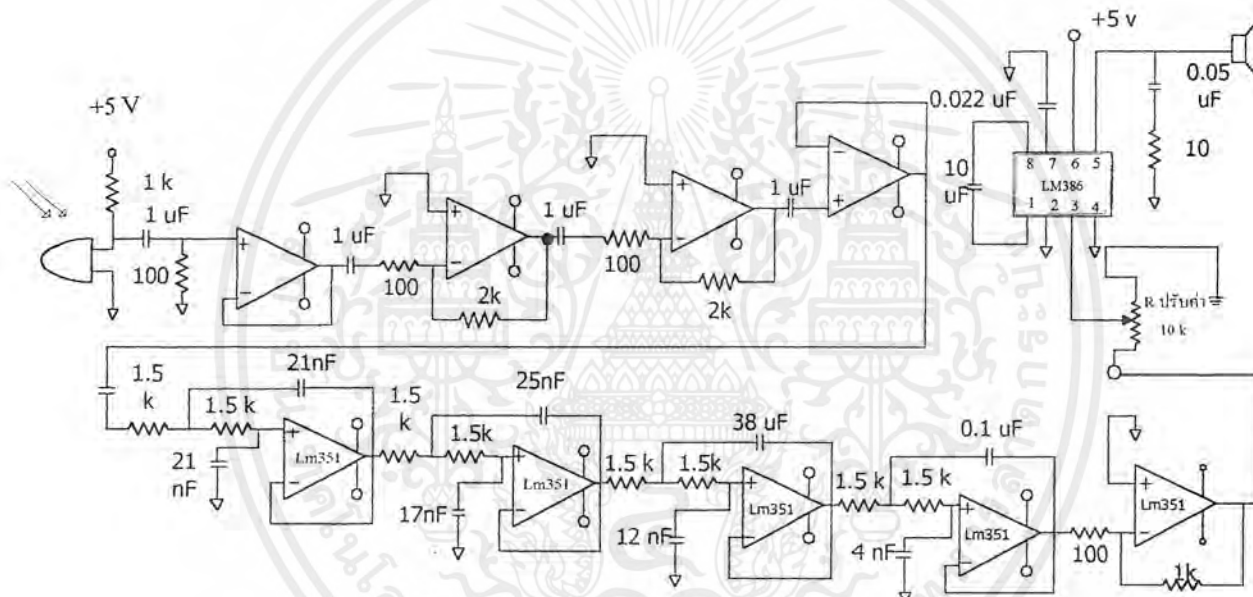 +5 V
1 k
1 uF
100
1 uF
100
2k
1 uF
100
2k
1 uF
+5 v
0.022 uF
10
uF
8 7 6 5
LM386
1 2 3 4
0.05
uF
10
R ปรับค่า
10 k
1.5
k
1.5 k
21nF
21
nF
Lm351
1.5
k
1.5k
25nF
17nF
Lm351
1.5 k
1.5k
38 uF
12 nF
Lm351
1.5 k
1.5 k
0.1 uF
4 nF
Lm351
100
Lm351
1k